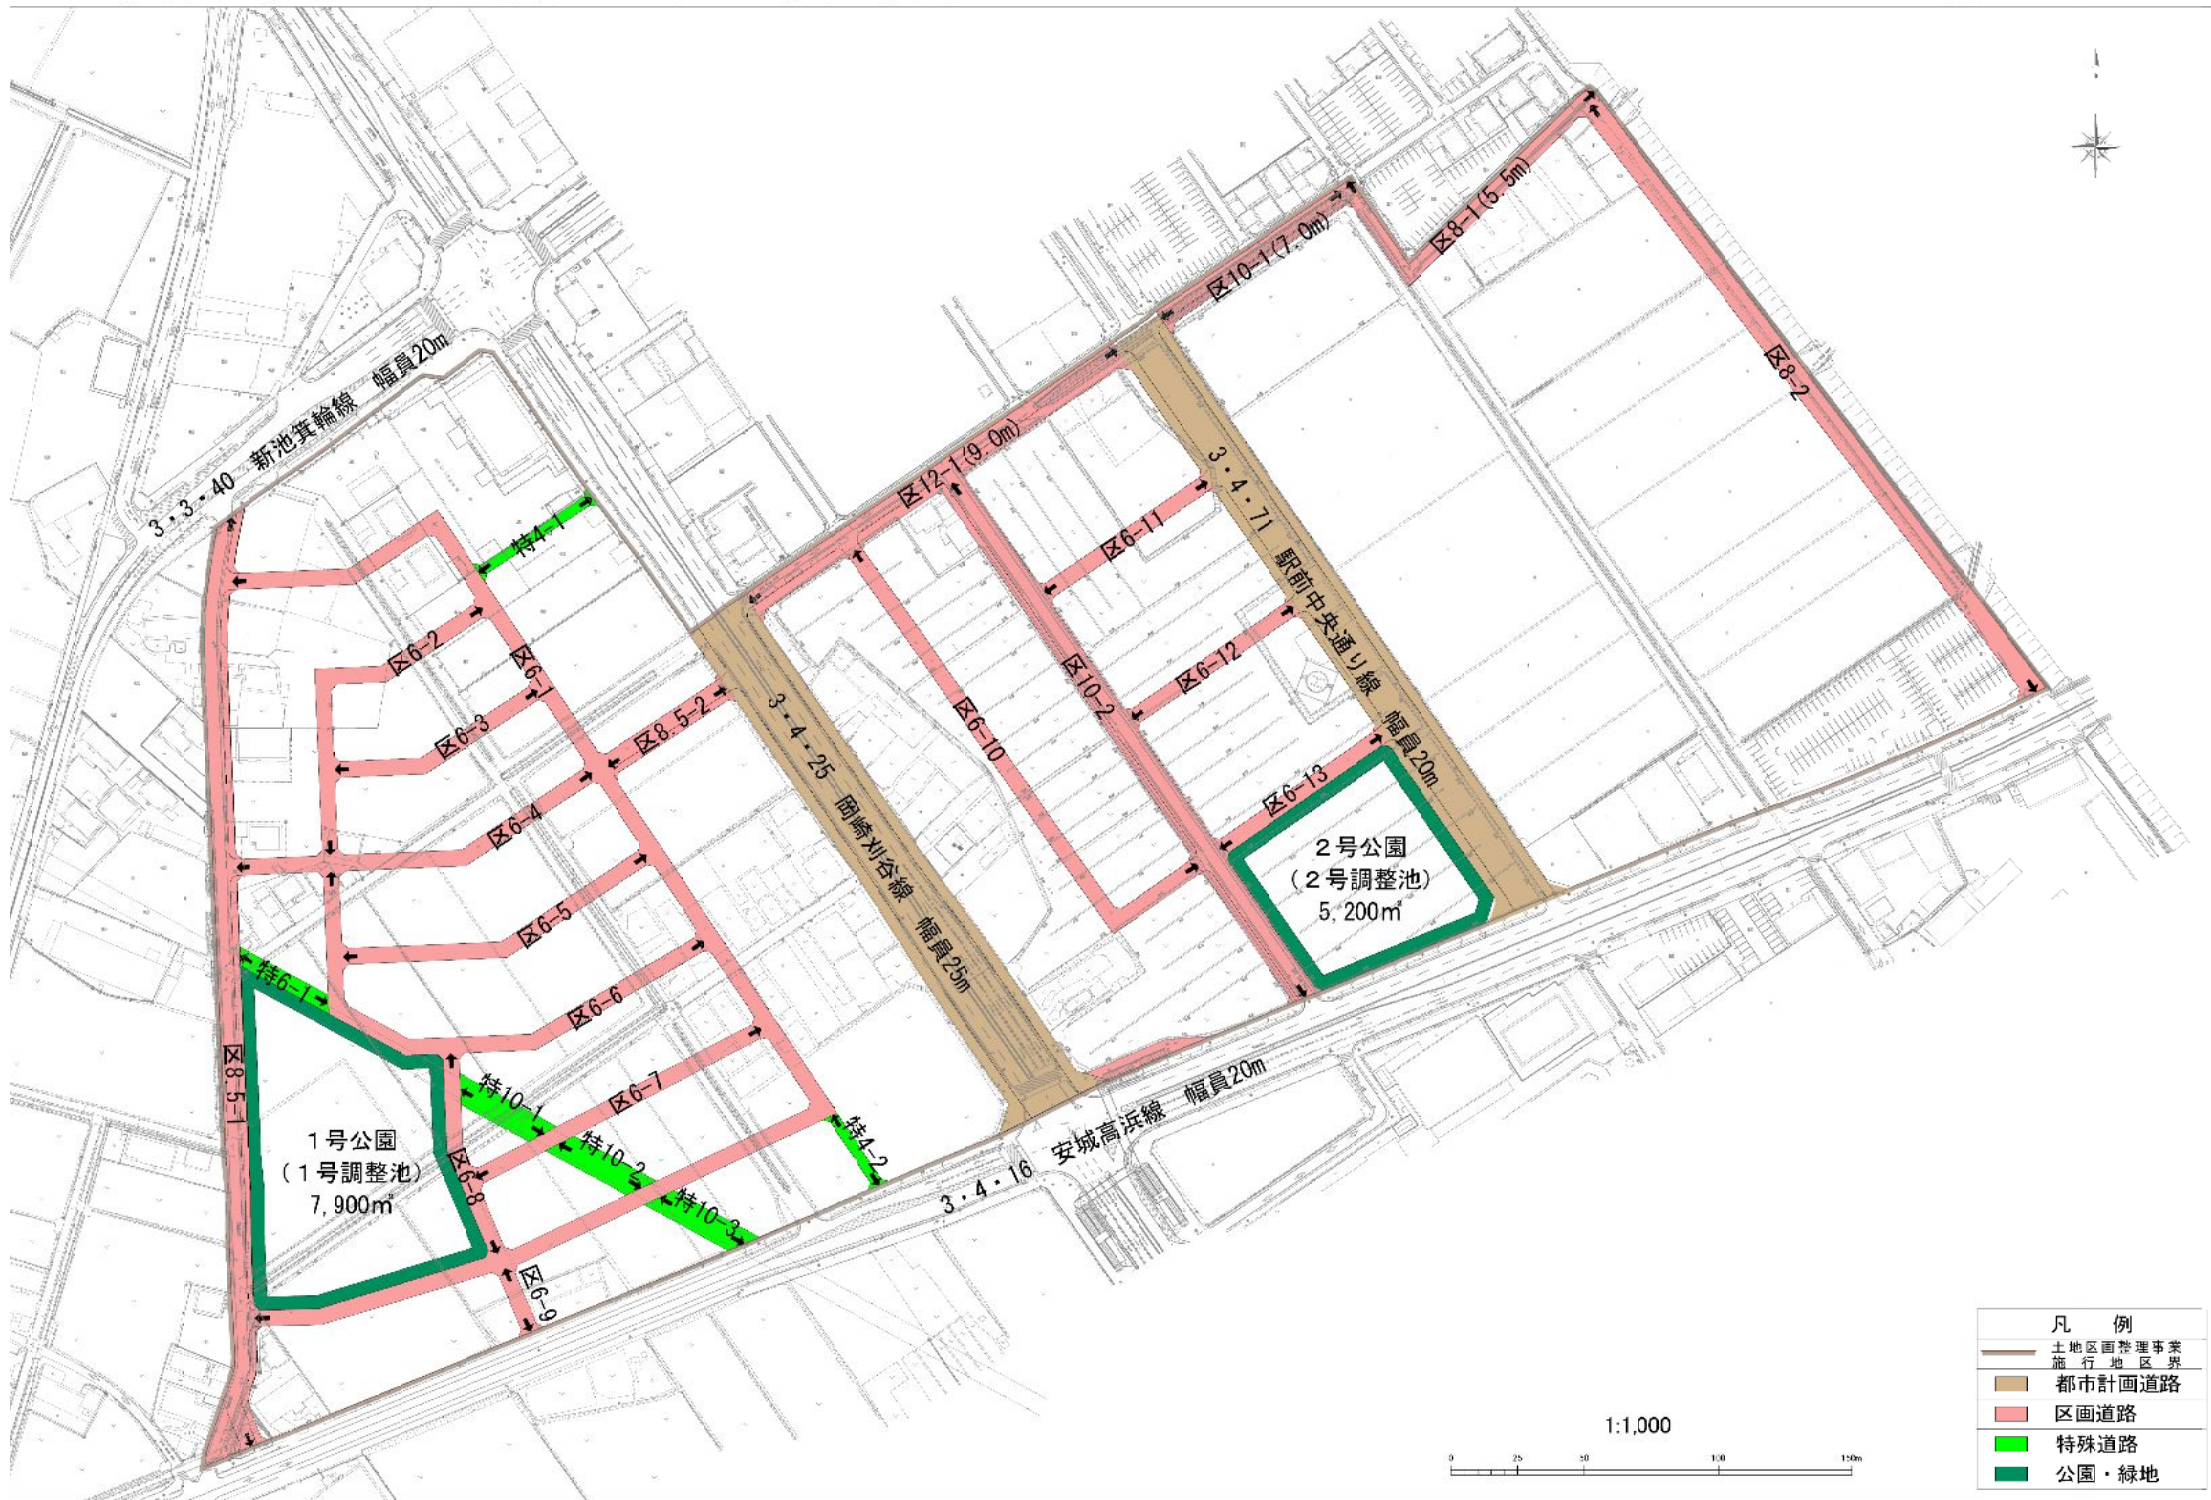 区8-1(5.5m)
区10-1(7.0m)
区8-2
3・3・40 新池箕輪線 幅員20m
区12-1(9.0m)
3・4・71 駅前中央通り線 幅員20m
特4-1
区6-11
区6-2
区6-1
区6-12
区10-2
区6-3
区8.5-2
区6-10
3・4・25 岡崎刈谷線 幅員25m
区6-13
区6-4
2号公園
(2号調整池)
5,200㎡
区6-5
特6-1
区6-6
区8-5-1
特10-1
区6-7
1号公園
(1号調整池)
7,900㎡
区6-8
特10-2
特4-2
特10-3
3・4・16 安城高浜線 幅員20m
区6-9
1:1,000
0 25 50 100 150m
凡例
土地区画整理事業
施行地区界
都市計画道路
区画道路
特殊道路
公園・緑地